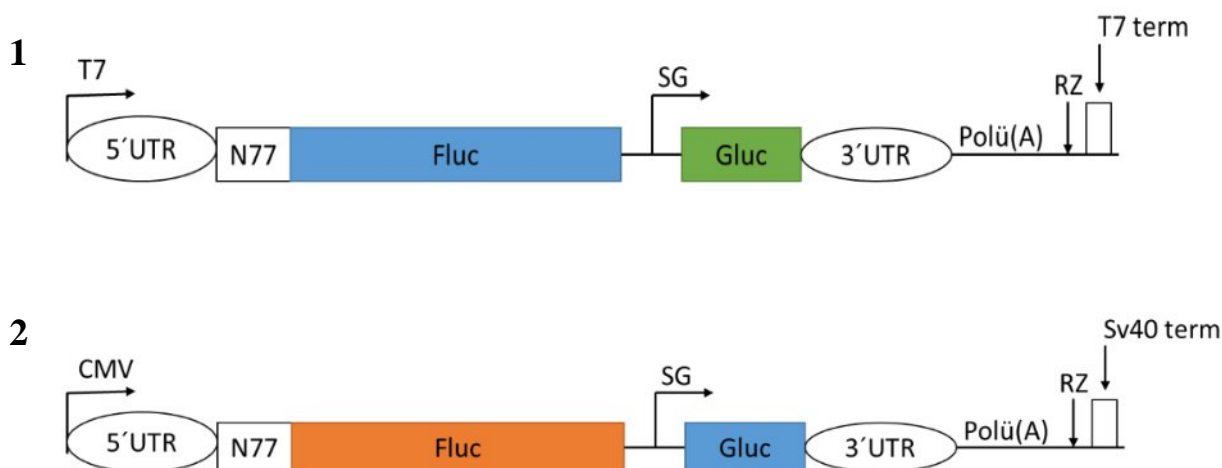 1
T7 term
T7
SG
RZ
5´UTR
N77
Fluc
Gluc
3´UTR
Polü(A)
2
Sv40 term
CMV
SG
RZ
5´UTR
N77
Fluc
Gluc
3´UTR
Polü(A)